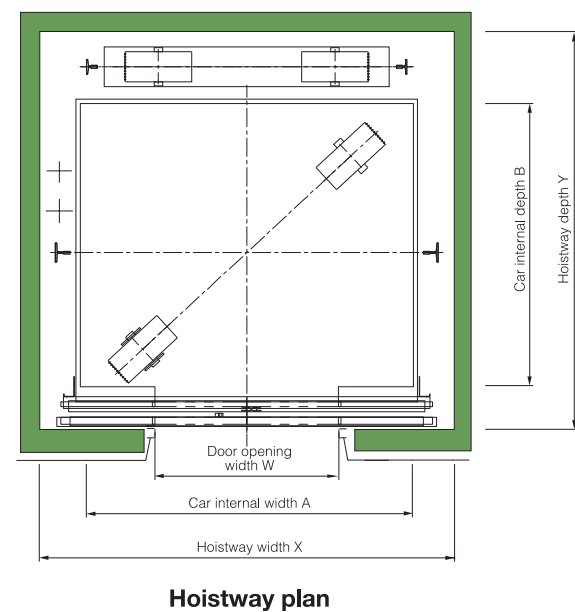 Car internal depth B
Hoistway depth Y
Door opening
width W
Car internal width A
Hoistway width X
Hoistway plan